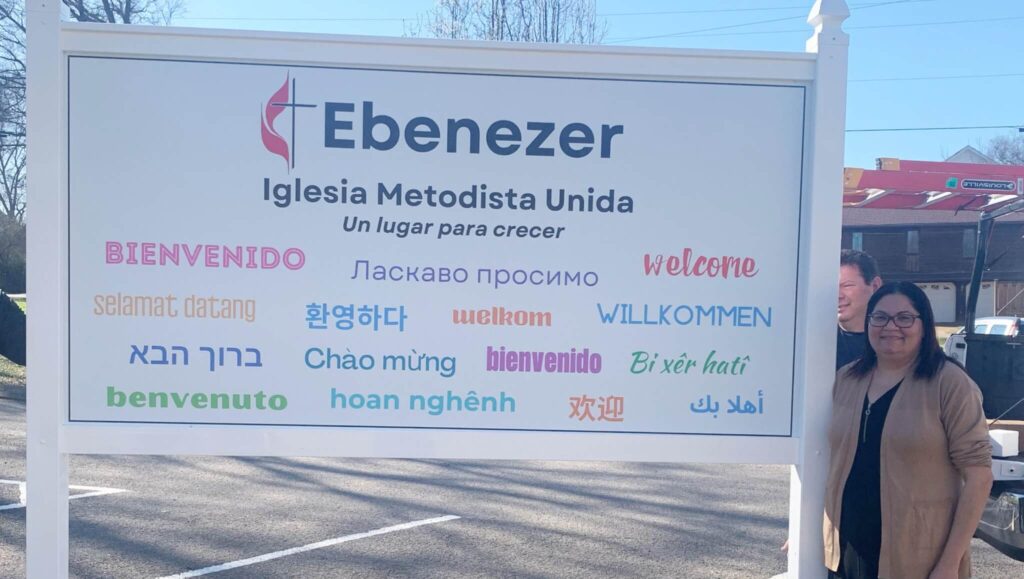 Ebenezer
Iglesia Metodista Unida
Un lugar para crecer
BIENVENIDO Ласкаво просимо welcome
selamat datang 환영하다 welkom WILLKOMMEN
ברוך הבא Chào mừng bienvenido Bi xêr hatî
benvenuto hoan nghênh 欢迎 أهلا بك
LOUISVILLE